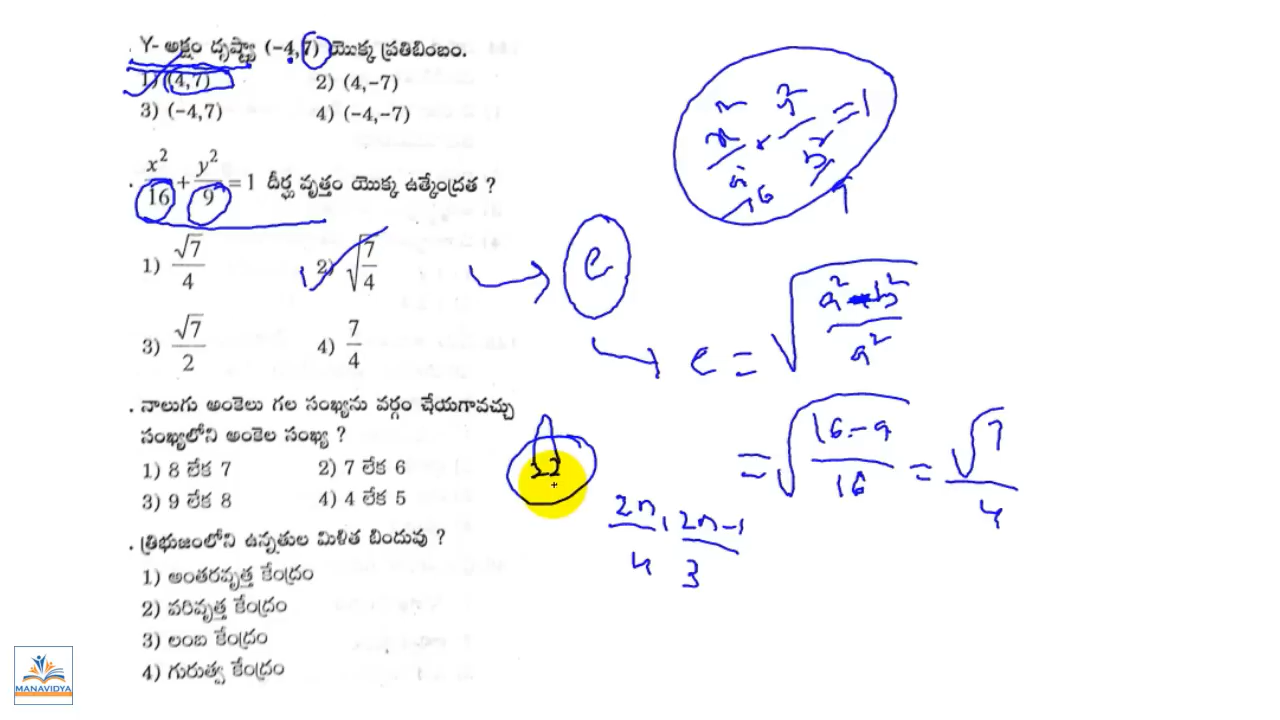 . Y- అక్షం దృష్ట్యా (−4,7) యొక్క ప్రతిబింబం.
1) (4,7) 2) (4,−7)
3) (−4,7) 4) (−4,−7)
. x²/16 + y²/9 = 1 దీర్ఘ వృత్తం యొక్క ఉత్కేంద్రత ?
1) √7/4 2) √(7/4)
3) √7/2 4) 7/4
. నాలుగు అంకెలు గల సంఖ్యను వర్గం చేయగావచ్చు
సంఖ్యలోని అంకెల సంఖ్య ?
1) 8 లేక 7 2) 7 లేక 6
3) 9 లేక 8 4) 4 లేక 5
. త్రిభుజంలోని ఉన్నతుల మిళిత బిందువు ?
1) అంతరవృత్త కేంద్రం
2) పరివృత్త కేంద్రం
3) లంబ కేంద్రం
4) గురుత్వ కేంద్రం
e
e = √((a²-b²)/a²)
= √((16-9)/16) = √7/4
22
2n/4, 2n-1/3
MANAVIDYA